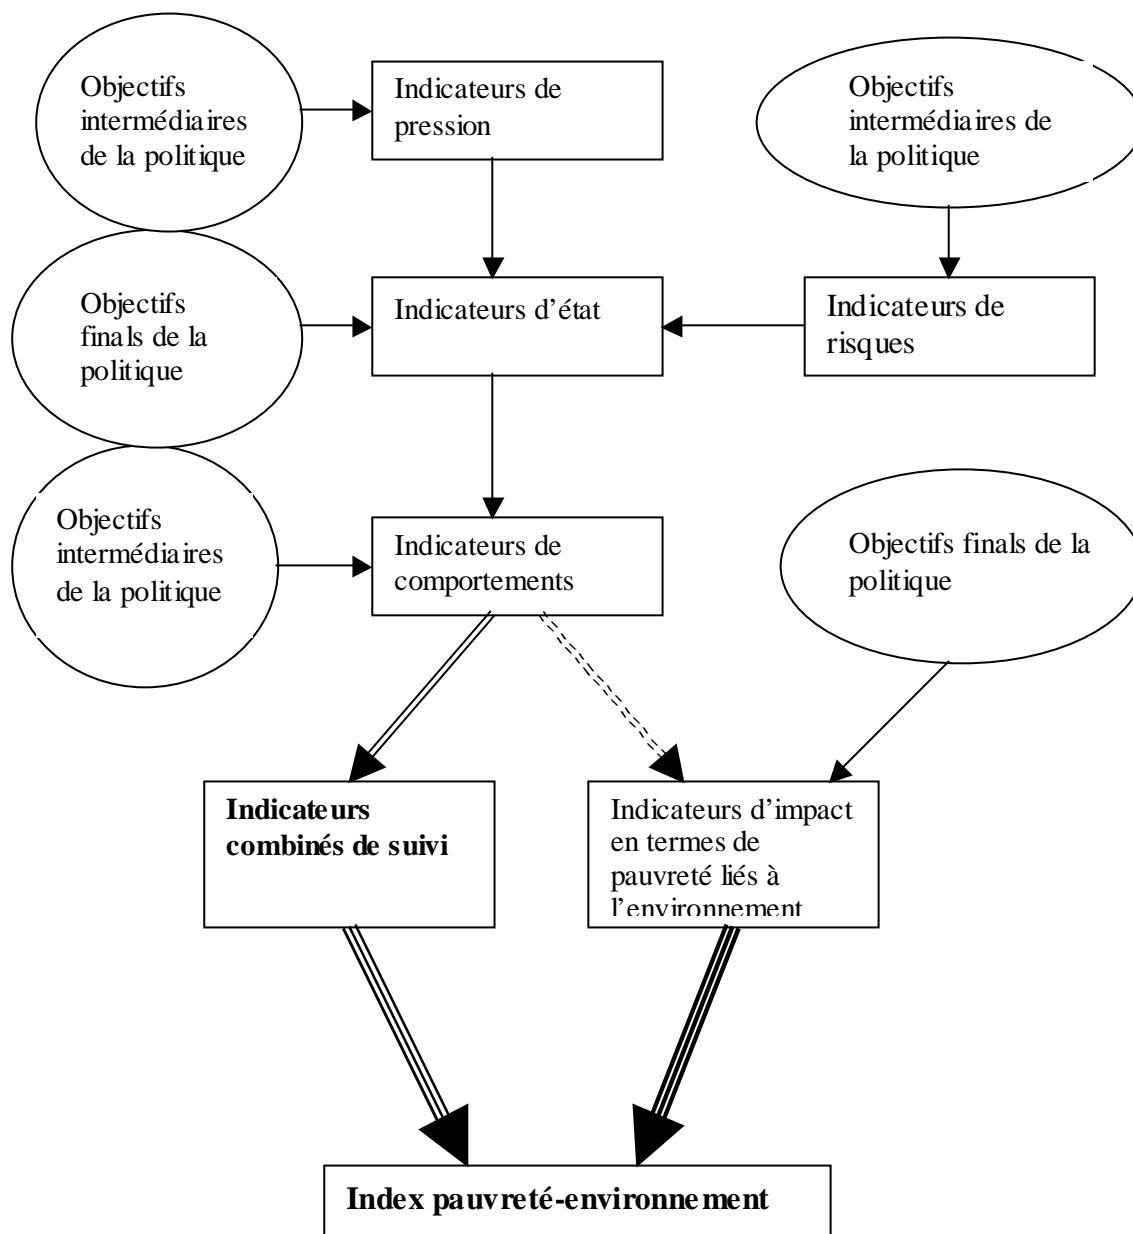 Objectifs
intermédiaires
de la politique
Indicateurs de
pression
Objectifs
intermédiaires de
la politique
Objectifs
finals de la
politique
Indicateurs d’état
Indicateurs de
risques
Objectifs
intermédiaires
de la politique
Indicateurs de
comportements
Objectifs finals de la
politique
Indicateurs
combinés de suivi
Indicateurs d’impact
en termes de
pauvreté liés à
l’environnement
Index pauvreté-environnement